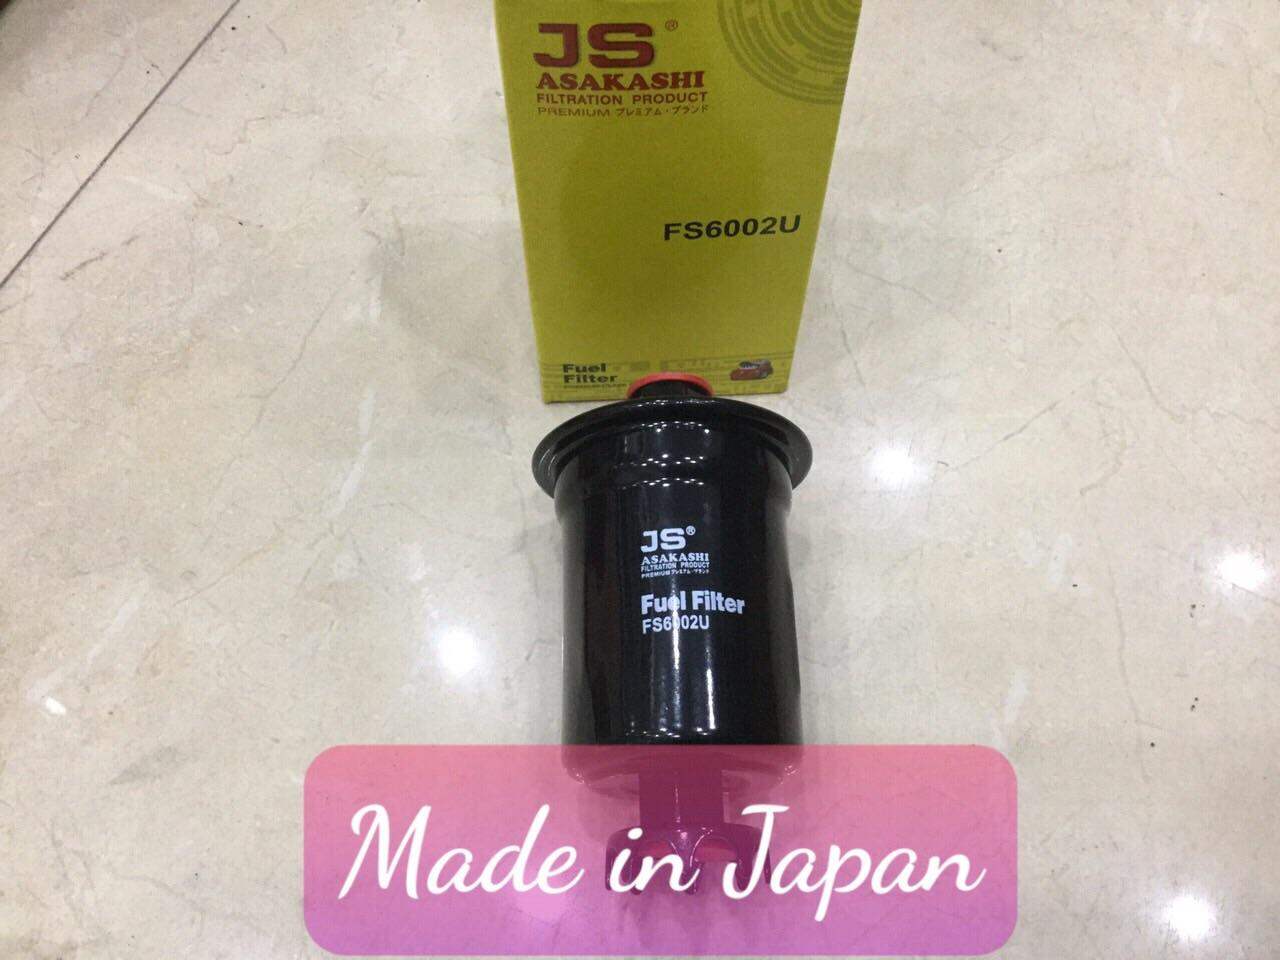 JS®
ASAKASHI
FILTRATION PRODUCT
PREMIUM プレミアム・ブランド
FS6002U
Fuel
Filter
JS®
ASAKASHI
FILTRATION PRODUCT
PREMIUM プレミアム・ブランド
Fuel Filter
FS6002U
Made in Japan